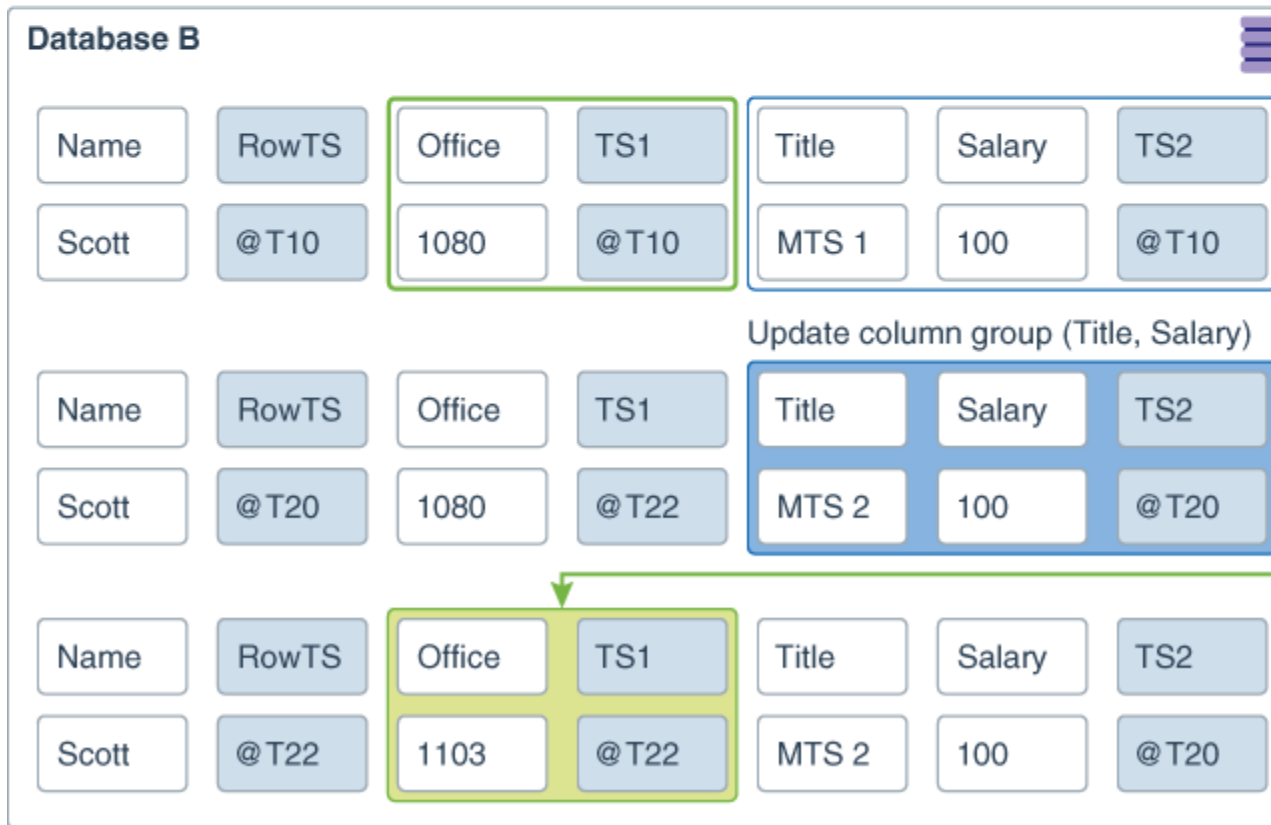 Database B
Name RowTS Office TS1 Title Salary TS2
Scott @T10 1080 @T10 MTS 1 100 @T10
Update column group (Title, Salary)
Name RowTS Office TS1 Title Salary TS2
Scott @T20 1080 @T22 MTS 2 100 @T20
Name RowTS Office TS1 Title Salary TS2
Scott @T22 1103 @T22 MTS 2 100 @T20